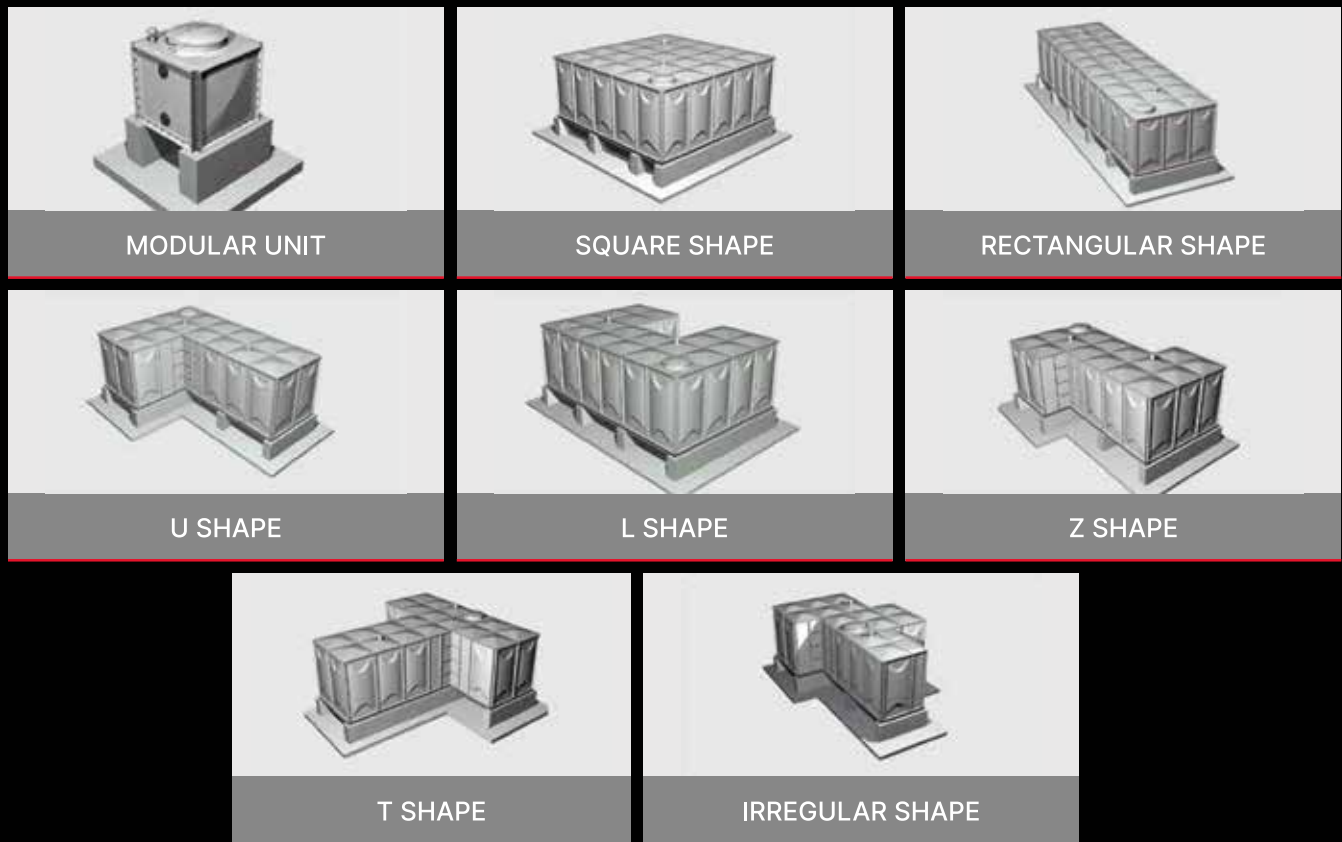 MODULAR UNIT
SQUARE SHAPE
RECTANGULAR SHAPE
U SHAPE
L SHAPE
Z SHAPE
T SHAPE
IRREGULAR SHAPE